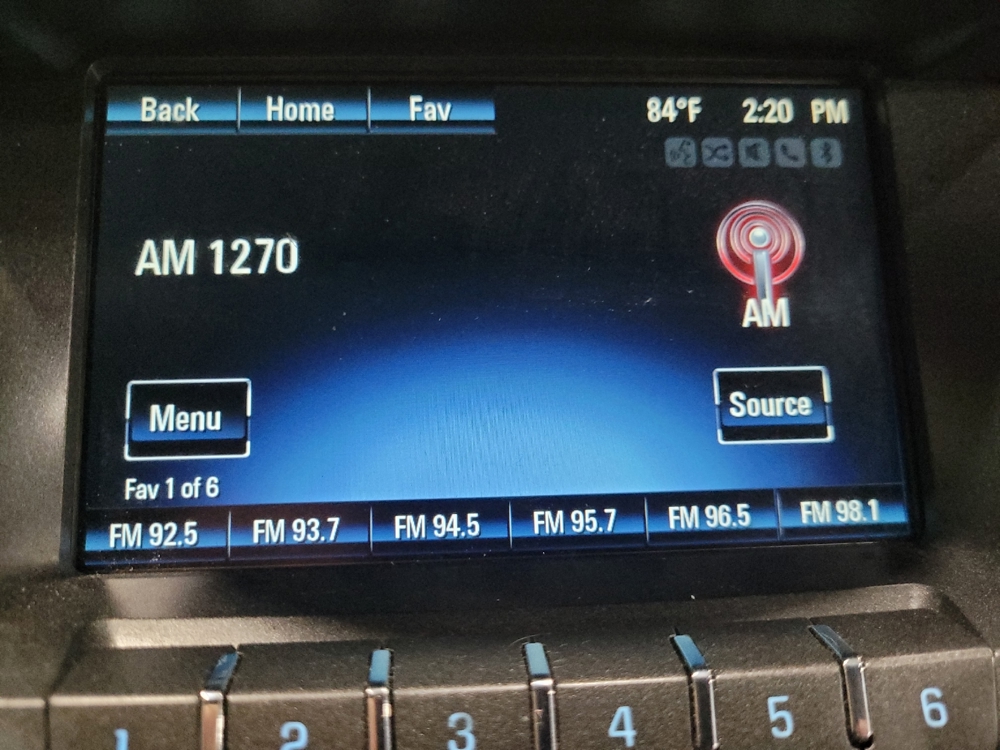 Back Home Fav 84°F 2:20 PM
AM 1270
AM
Menu Source
Fav 1 of 6
FM 92.5 FM 93.7 FM 94.5 FM 95.7 FM 96.5 FM 98.1
1 2 3 4 5 6